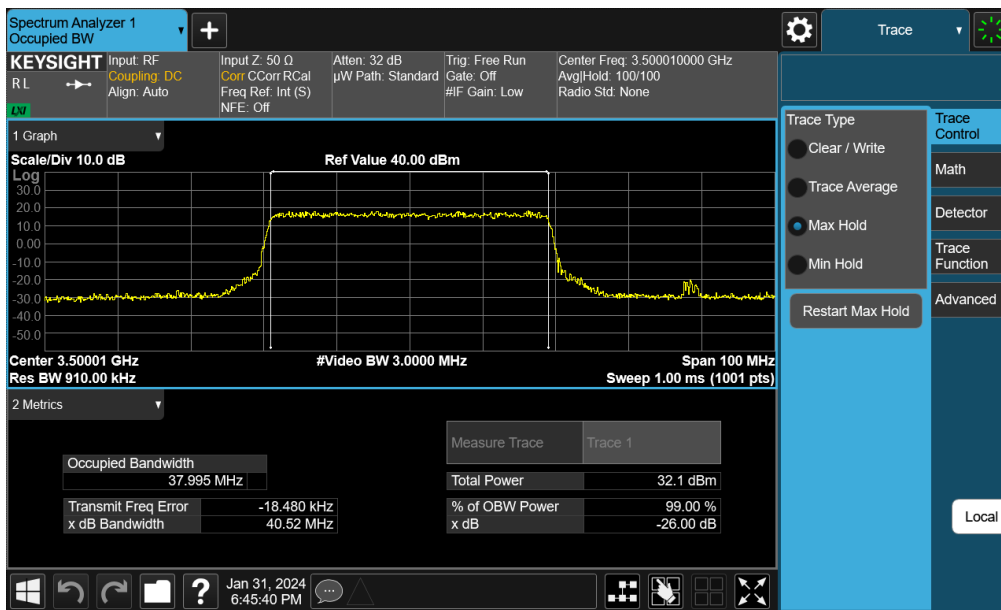 Spectrum Analyzer 1
Occupied BW
+
Trace
KEYSIGHT
R L
LXI
Input: RF
Coupling: DC
Align: Auto
Input Z: 50 Ω
Corr CCorr RCal
Freq Ref: Int (S)
NFE: Off
Atten: 32 dB
µW Path: Standard
Trig: Free Run
Gate: Off
#IF Gain: Low
Center Freq: 3.500010000 GHz
Avg|Hold: 100/100
Radio Std: None
1 Graph
Scale/Div 10.0 dB
Ref Value 40.00 dBm
Log
30.0
20.0
10.0
0.00
-10.0
-20.0
-30.0
-40.0
-50.0
Center 3.50001 GHz
#Video BW 3.0000 MHz
Span 100 MHz
Res BW 910.00 kHz
Sweep 1.00 ms (1001 pts)
2 Metrics
Measure Trace
Trace 1
Occupied Bandwidth
37.995 MHz
Total Power 32.1 dBm
Transmit Freq Error -18.480 kHz
% of OBW Power 99.00 %
x dB Bandwidth 40.52 MHz
x dB -26.00 dB
Trace Type
Clear / Write
Trace Average
Max Hold
Min Hold
Restart Max Hold
Trace
Control
Math
Detector
Trace
Function
Advanced
Local
?
Jan 31, 2024
6:45:40 PM